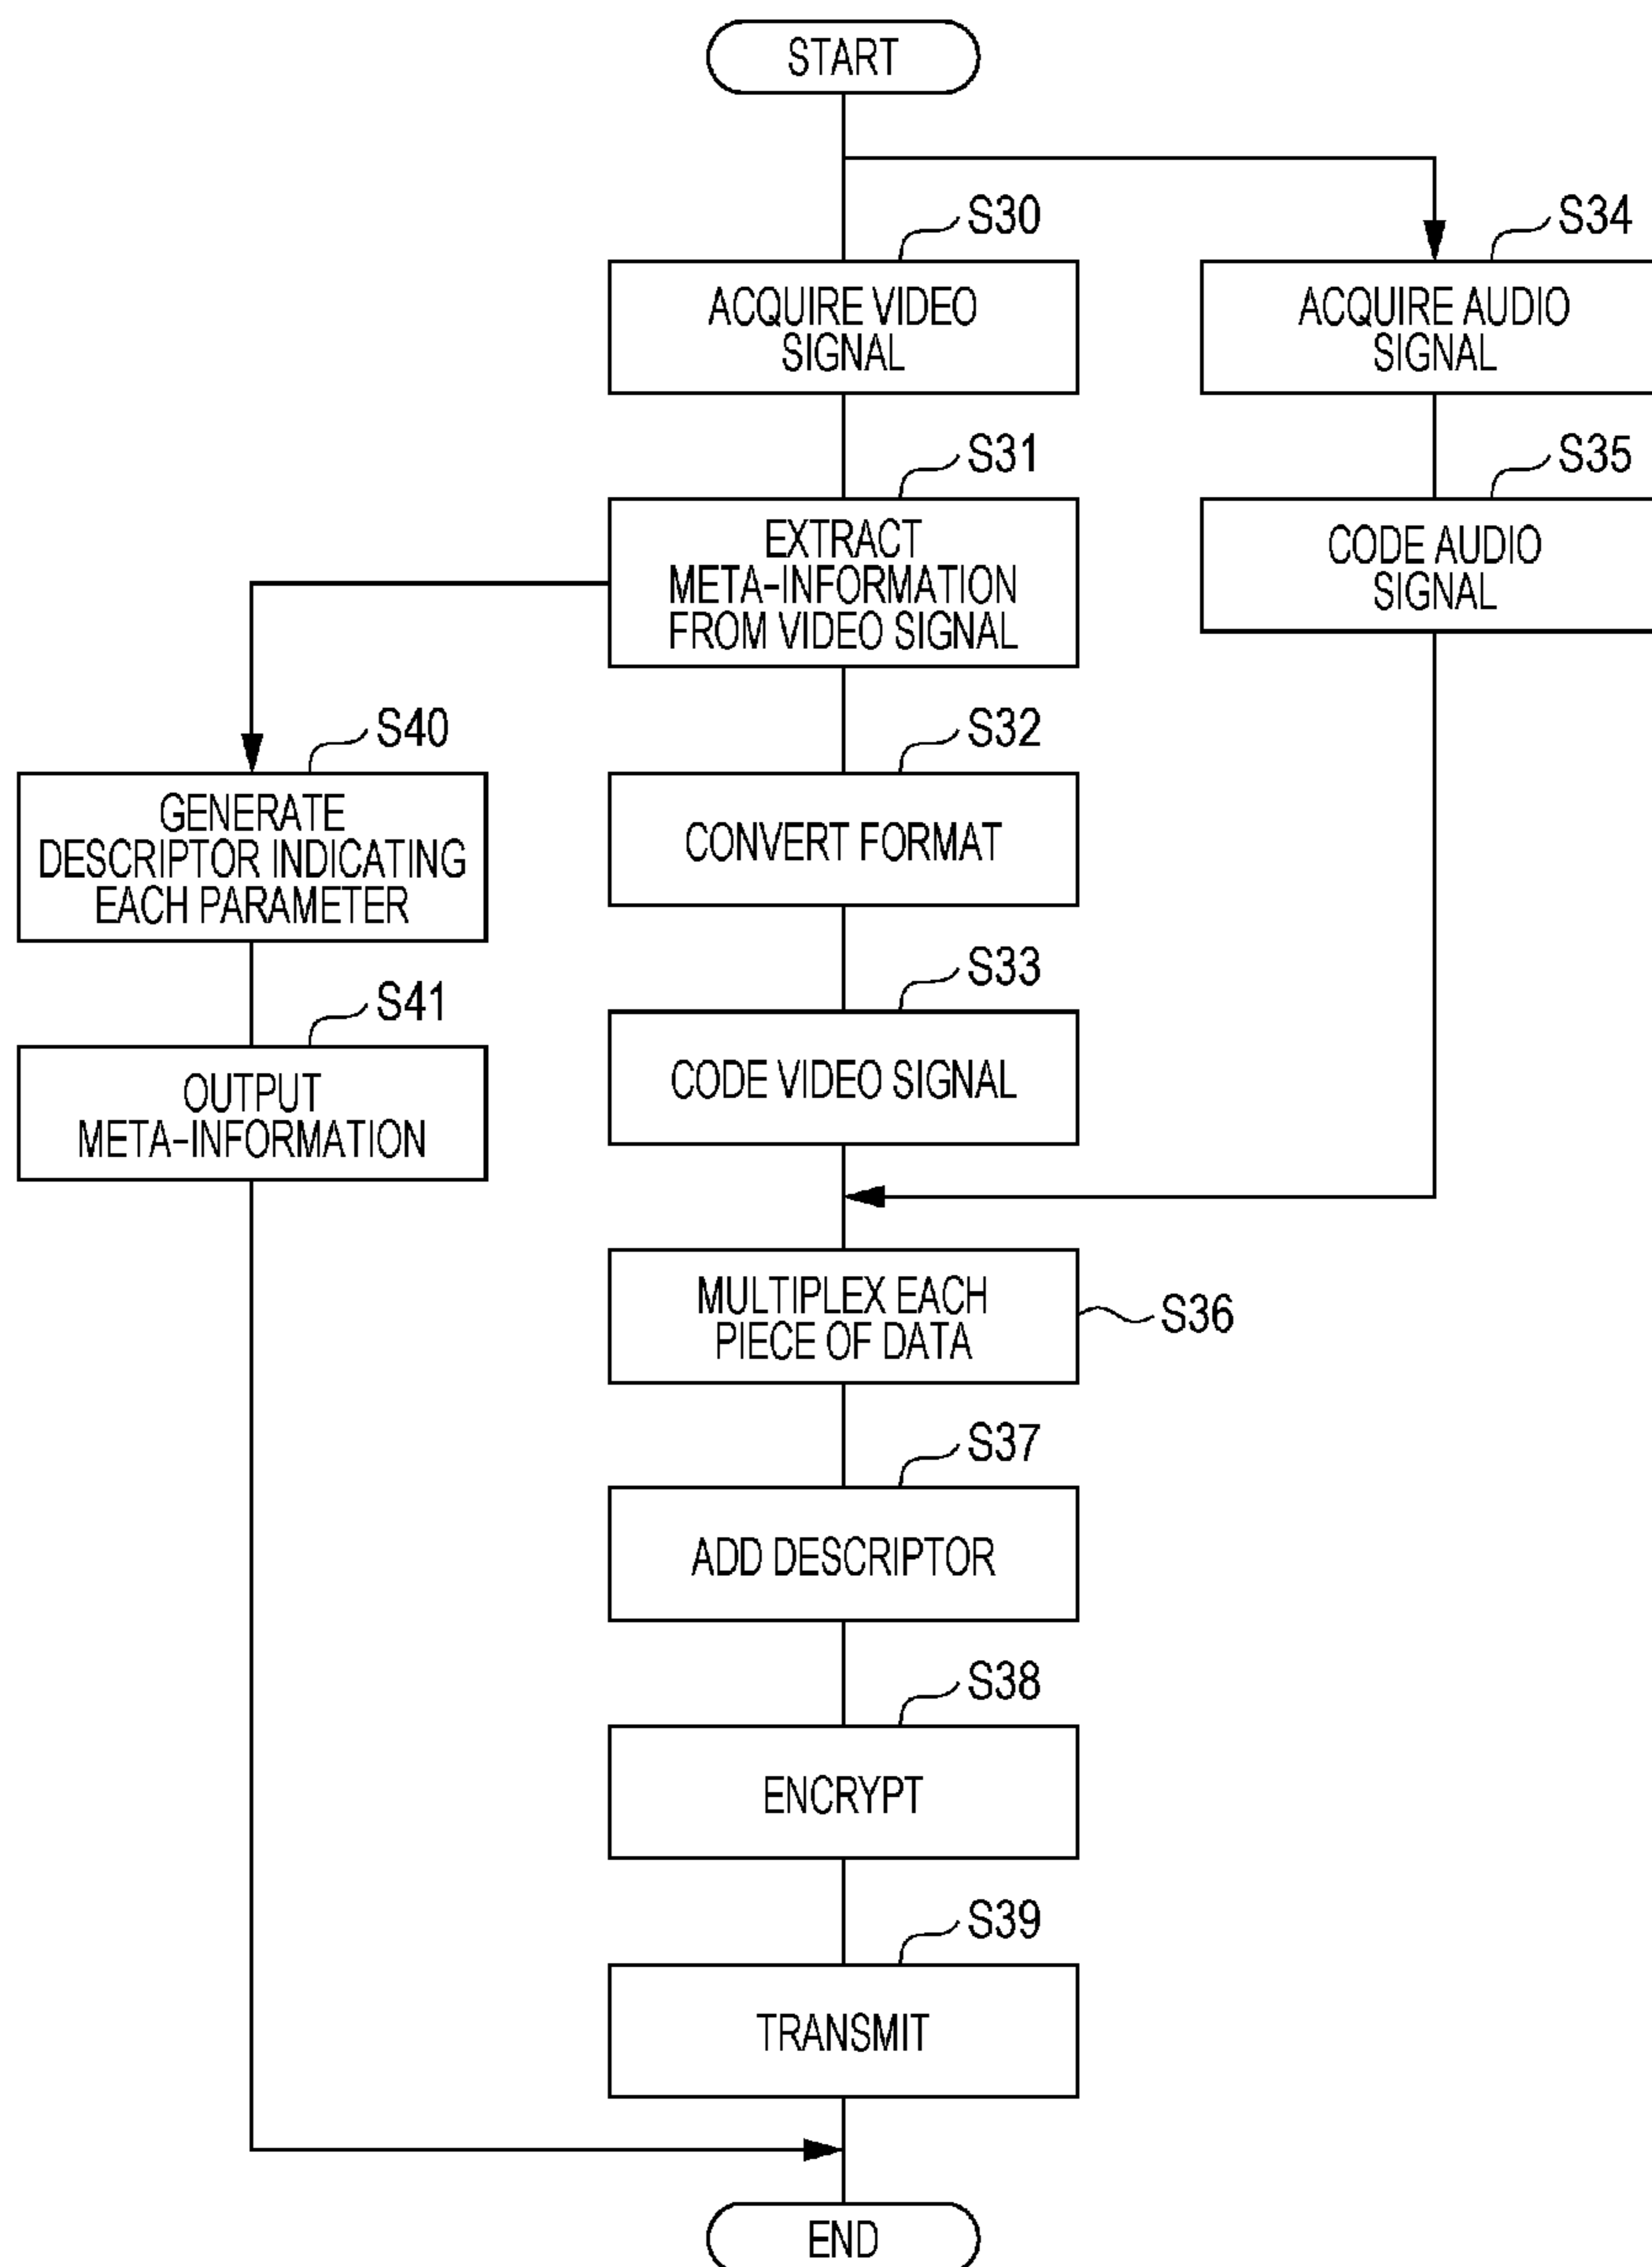 START
S30
ACQUIRE VIDEO
SIGNAL
S34
ACQUIRE AUDIO
SIGNAL
S31
EXTRACT
META-INFORMATION
FROM VIDEO SIGNAL
S35
CODE AUDIO
SIGNAL
S40
GENERATE
DESCRIPTOR INDICATING
EACH PARAMETER
S32
CONVERT FORMAT
S41
OUTPUT
META-INFORMATION
S33
CODE VIDEO SIGNAL
MULTIPLEX EACH
PIECE OF DATA
S36
S37
ADD DESCRIPTOR
S38
ENCRYPT
S39
TRANSMIT
END